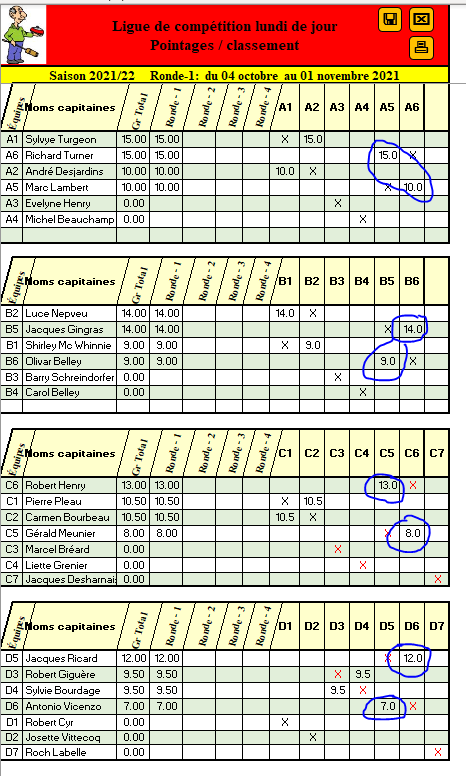 Ligue de compétition lundi de jour
Pointages / classement
Saison 2021/22 Ronde-1: du 04 octobre au 01 novembre 2021
Équipes Noms capitaines Gr Total Ronde - 1 Ronde - 2 Ronde - 3 Ronde - 4 A1 A2 A3 A4 A5 A6
A1 Sylvye Turgeon 15.00 15.00 X 15.0
A6 Richard Turner 15.00 15.00 15.0 X
A2 André Desjardins 10.00 10.00 10.0 X
A5 Marc Lambert 10.00 10.00 X 10.0
A3 Evelyne Henry 0.00 X
A4 Michel Beauchamp 0.00 X
Équipes Noms capitaines Gr Total Ronde - 1 Ronde - 2 Ronde - 3 Ronde - 4 B1 B2 B3 B4 B5 B6
B2 Luce Nepveu 14.00 14.00 14.0 X
B5 Jacques Gingras 14.00 14.00 X 14.0
B1 Shirley Mc Whinnie 9.00 9.00 X 9.0
B6 Olivar Belley 9.00 9.00 9.0 X
B3 Barry Schreindorfer 0.00 X
B4 Carol Belley 0.00 X
Équipes Noms capitaines Gr Total Ronde - 1 Ronde - 2 Ronde - 3 Ronde - 4 C1 C2 C3 C4 C5 C6 C7
C6 Robert Henry 13.00 13.00 13.0 X
C1 Pierre Pleau 10.50 10.50 X 10.5
C2 Carmen Bourbeau 10.50 10.50 10.5 X
C5 Gérald Meunier 8.00 8.00 X 8.0
C3 Marcel Bréard 0.00 X
C4 Liette Grenier 0.00 X
C7 Jacques Desharnai 0.00 X
Équipes Noms capitaines Gr Total Ronde - 1 Ronde - 2 Ronde - 3 Ronde - 4 D1 D2 D3 D4 D5 D6 D7
D5 Jacques Ricard 12.00 12.00 X 12.0
D3 Robert Giguère 9.50 9.50 X 9.5
D4 Sylvie Bourdage 9.50 9.50 9.5 X
D6 Antonio Vicenzo 7.00 7.00 7.0 X
D1 Robert Cyr 0.00 X
D2 Josette Vittecoq 0.00 X
D7 Roch Labelle 0.00 X